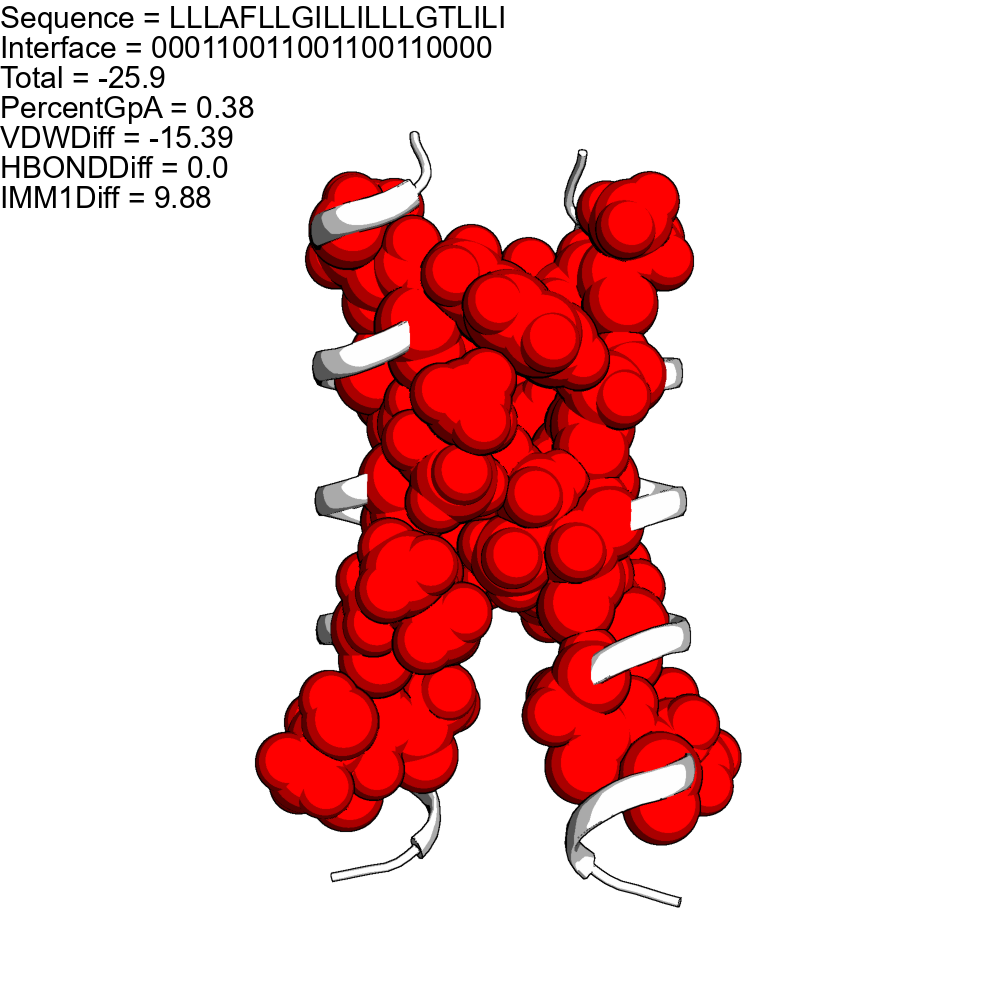 Sequence = LLLAFLLGILLILLLGTLILI
Interface = 000110011001100110000
Total = -25.9
PercentGpA = 0.38
VDWDiff = -15.39
HBONDDiff = 0.0
IMM1Diff = 9.88